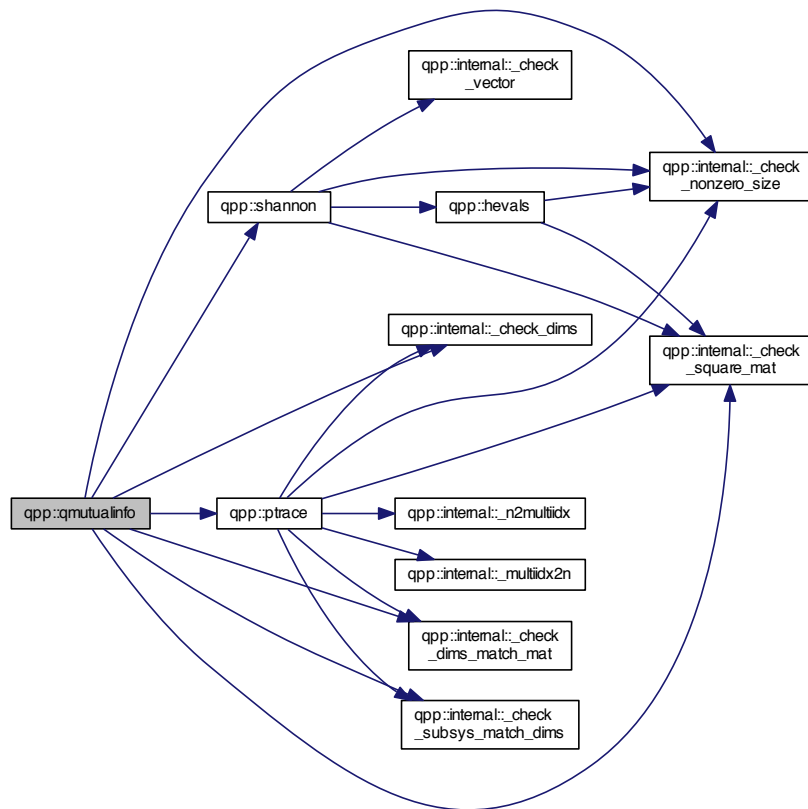 qpp::internal::_check
_vector
qpp::internal::_check
_nonzero_size
qpp::shannon
qpp::hevals
qpp::internal::_check_dims
qpp::internal::_check
_square_mat
qpp::qmutualinfo
qpp::ptrace
qpp::internal::_n2multiidx
qpp::internal::_multiidx2n
qpp::internal::_check
_dims_match_mat
qpp::internal::_check
_subsys_match_dims